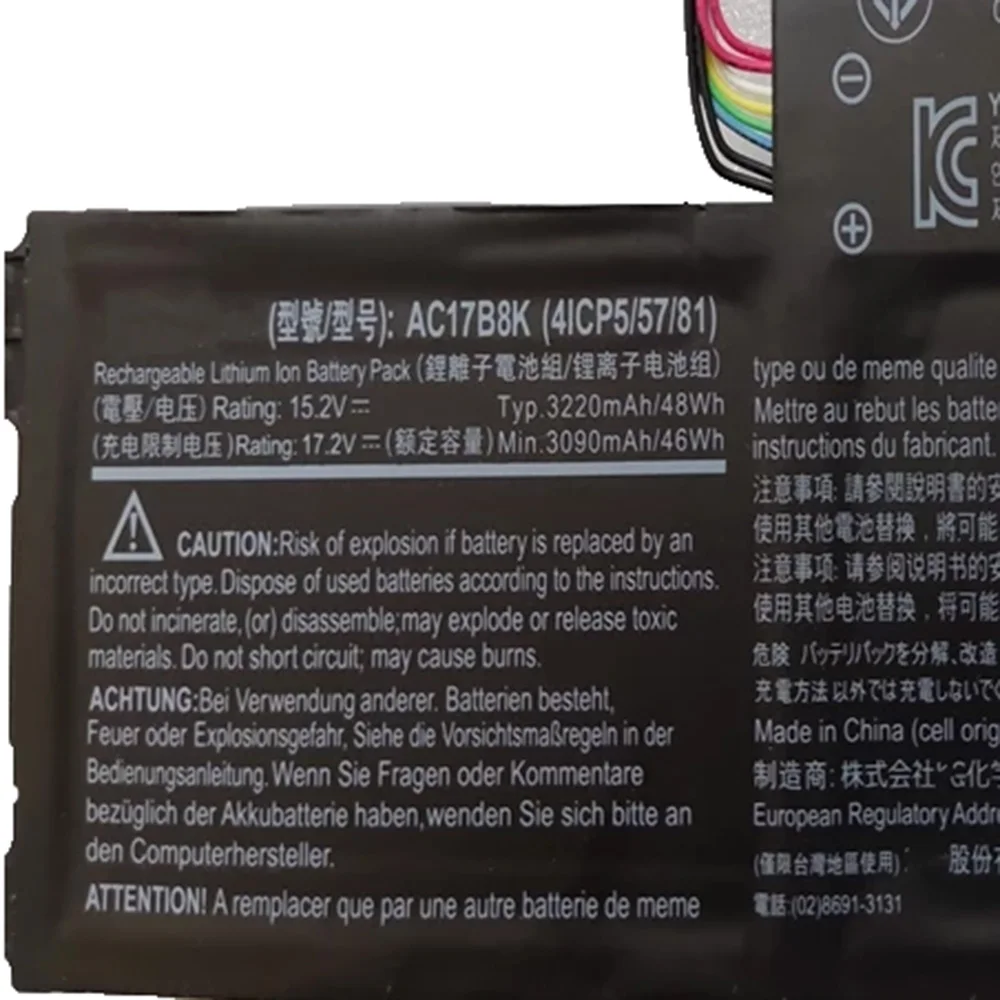 (型號/型号): AC17B8K (4ICP5/57/81)
Rechargeable Lithium Ion Battery Pack (鋰離子電池組/锂离子电池组)
(電壓/电压) Rating: 15.2V⎓ Typ.3220mAh/48Wh
(充电限制电压)Rating: 17.2V⎓(額定容量)Min.3090mAh/46Wh
CAUTION:Risk of explosion if battery is replaced by an
incorrect type. Dispose of used batteries according to the instructions.
Do not incinerate,(or) disassemble;may explode or release toxic
materials. Do not short circuit; may cause burns.
ACHTUNG:Bei Verwendung anderer. Batterien besteht,
Feuer oder Explosionsgefahr, Siehe die Vorsichtsmaßregeln in der
Bedienungsanleitung. Wenn Sie Fragen oder Kommentare
bezüglich der Akkubatterie haben,wenden Sie sich bitte an
den Computerhersteller.
ATTENTION! A remplacer que par une autre batterie de meme
type ou de meme qualite
Mettre au rebut les batte
instructions du fabricant.
注意事項: 請參閱說明書的安
使用其他電池替換，將可能
注意事项: 请参阅说明书的安
使用其他电池替换，将可能
危険 バッテリパックを分解、改造
充電方法以外では充電しないで
Made in China (cell orig
制造商: 株式会社
European Regulatory Addr
(僅限台灣地區使用): 股份
電話:(02)8691-3131